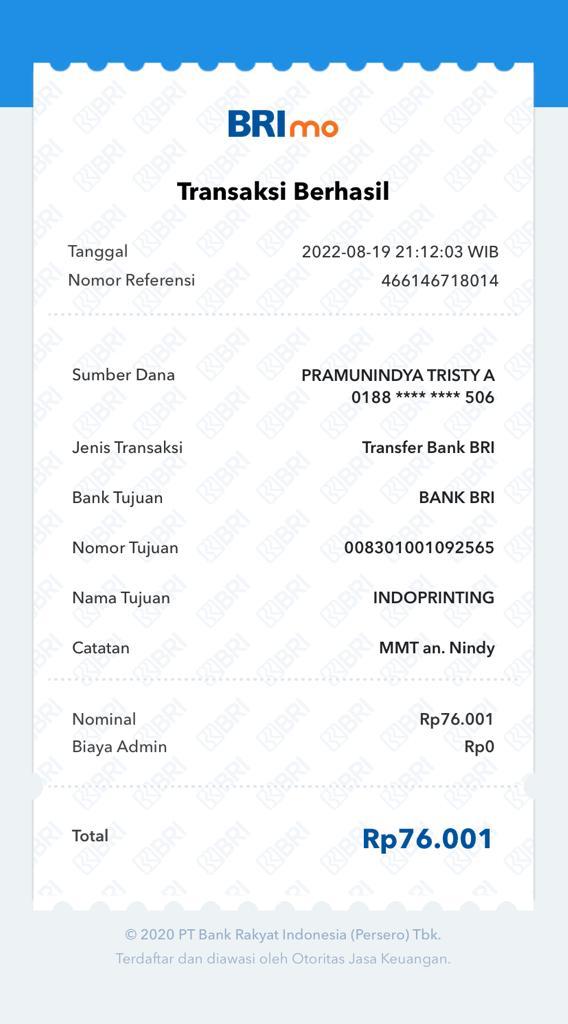 BRImo
Transaksi Berhasil
Tanggal 2022-08-19 21:12:03 WIB
Nomor Referensi 466146718014
Sumber Dana PRAMUNINDYA TRISTY A
0188 **** **** 506
Jenis Transaksi Transfer Bank BRI
Bank Tujuan BANK BRI
Nomor Tujuan 008301001092565
Nama Tujuan INDOPRINTING
Catatan MMT an. Nindy
Nominal Rp76.001
Biaya Admin Rp0
Total Rp76.001
© 2020 PT Bank Rakyat Indonesia (Persero) Tbk.
Terdaftar dan diawasi oleh Otoritas Jasa Keuangan.